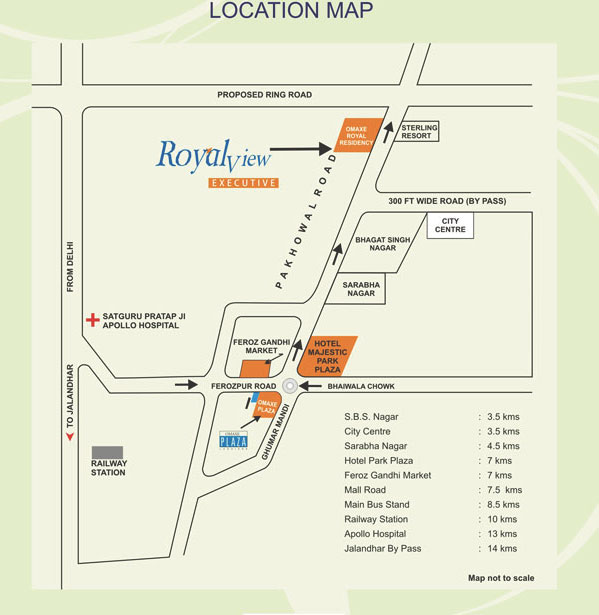 LOCATION MAP
PROPOSED RING ROAD
OMAXE
ROYAL
RESIDENCY
STERLING
RESORT
Royal View
EXECUTIVE
PAKHOWAL ROAD
300 FT WIDE ROAD (BY PASS)
CITY
CENTRE
BHAGAT SINGH
NAGAR
SARABHA
NAGAR
FROM DELHI
SATGURU PRATAP JI
APOLLO HOSPITAL
FEROZ GANDHI
MARKET
HOTEL
MAJESTIC
PARK
PLAZA
FEROZPUR ROAD
BHAIWALA CHOWK
TO JALANDHAR
OMAXE
PLAZA
OMAXE
PLAZA
GHUMAR MANDI
RAILWAY
STATION
S.B.S. Nagar : 3.5 kms
City Centre : 3.5 kms
Sarabha Nagar : 4.5 kms
Hotel Park Plaza : 7 kms
Feroz Gandhi Market : 7 kms
Mall Road : 7.5 kms
Main Bus Stand : 8.5 kms
Railway Station : 10 kms
Apollo Hospital : 13 kms
Jalandhar By Pass : 14 kms
Map not to scale